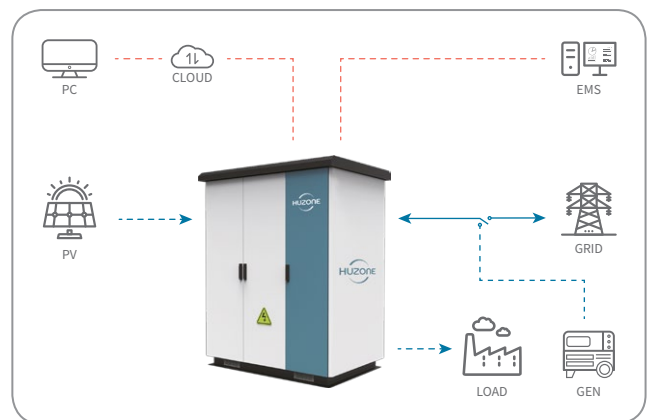 PC
CLOUD
EMS
PV
HUZONE
HUZONE
GRID
LOAD
GEN